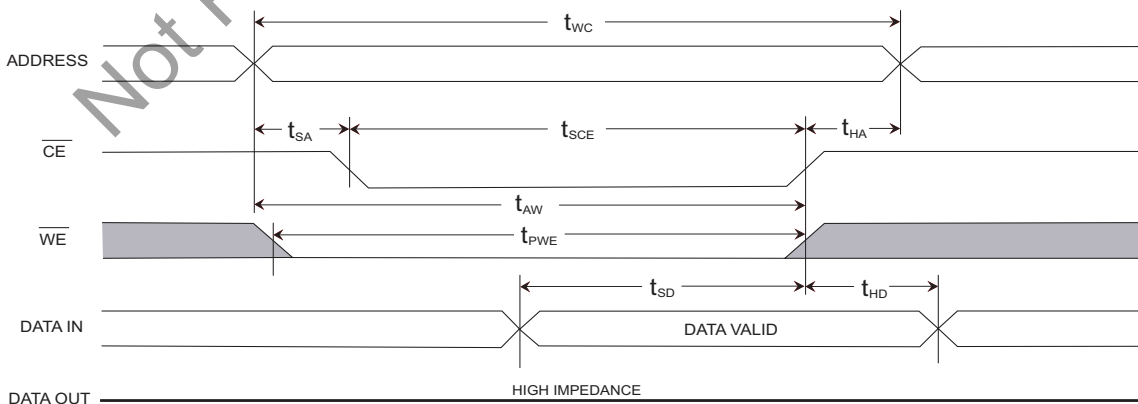 Not
tWC
ADDRESS
tSA
tSCE
tHA
CE
tAW
WE
tPWE
tSD
tHD
DATA IN
DATA VALID
HIGH IMPEDANCE
DATA OUT